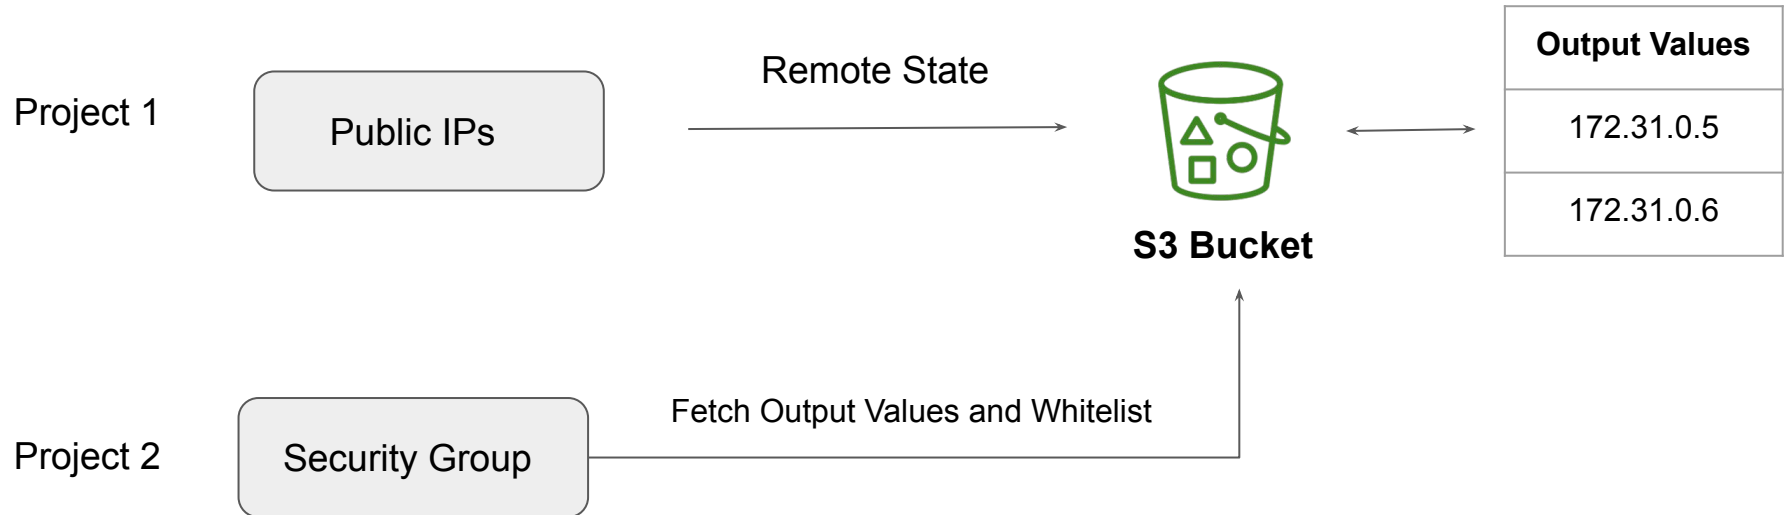 Project 1
Public IPs
Remote State
S3 Bucket
Output Values
172.31.0.5
172.31.0.6
Project 2
Security Group
Fetch Output Values and Whitelist